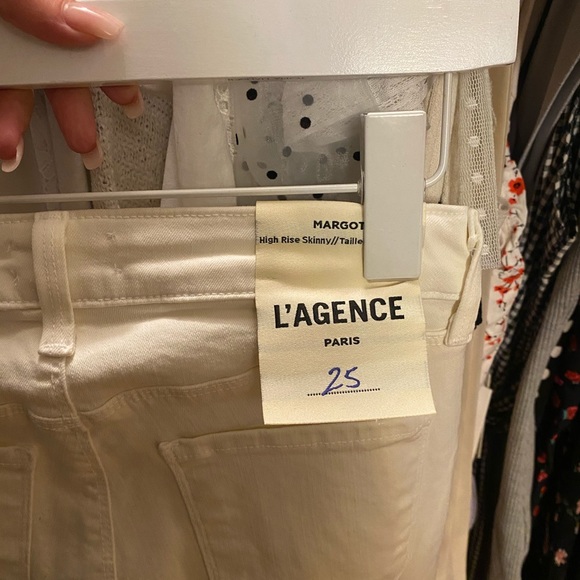 MARGOT
High Rise Skinny//Taille
L'AGENCE
PARIS
25